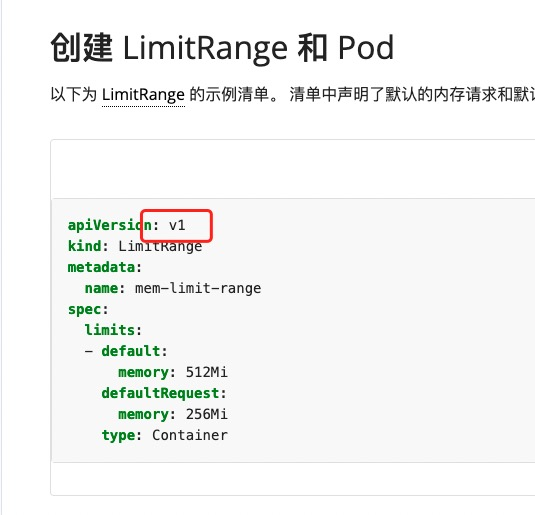 创建 LimitRange 和 Pod
以下为 LimitRange 的示例清单。 清单中声明了默认的内存请求和默
apiVersion: v1
kind: LimitRange
metadata:
  name: mem-limit-range
spec:
  limits:
  - default:
      memory: 512Mi
    defaultRequest:
      memory: 256Mi
    type: Container